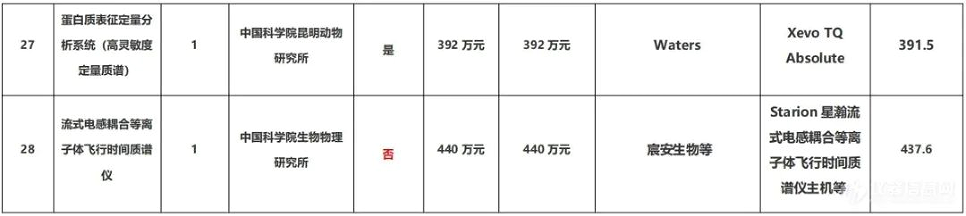 27
蛋白质表征定量分
析系统（高灵敏度
定量质谱）
1
中国科学院昆明动物
研究所
是
392 万元
392 万元
Waters
Xevo TQ
Absolute
391.5
28
流式电感耦合等离
子体飞行时间质谱
仪
1
中国科学院生物物理
研究所
否
440 万元
440 万元
宸安生物等
Starion 星瀚流
式电感耦合等离
子体飞行时间质
谱仪主机等
437.6